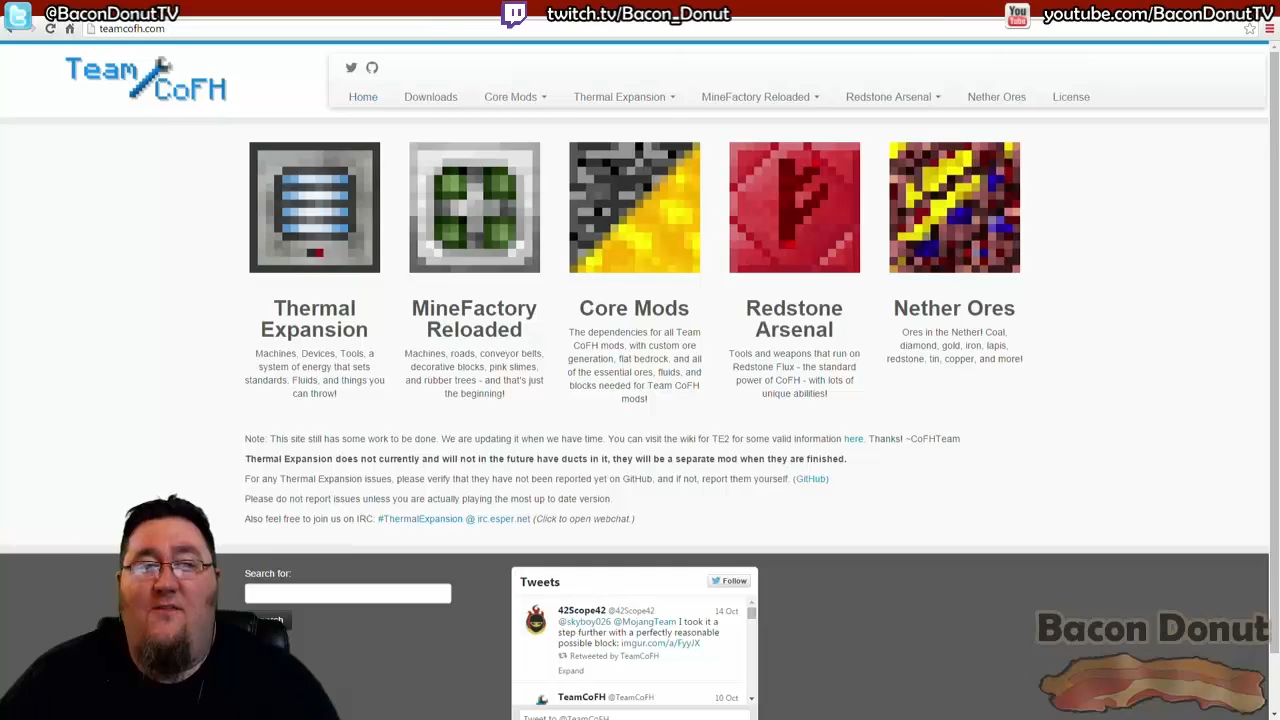 @BaconDonutTV
twitch.tv/Bacon_Donut
You
Tube
youtube.com/BaconDonutTV
teamcofh.com
Team
CoFH
Home
Downloads
Core Mods
Thermal Expansion
MineFactory Reloaded
Redstone Arsenal
Nether Ores
License
Thermal
Expansion
Machines, Devices, Tools, a
system of energy that sets
standards. Fluids, and things you
can throw!
MineFactory
Reloaded
Machines, roads, conveyor belts,
decorative blocks, pink slimes,
and rubber trees - and that's just
the beginning!
Core Mods
The dependencies for all Team
CoFH mods, with custom ore
generation, flat bedrock, and all
of the essential ores, fluids, and
blocks needed for Team CoFH
mods!
Redstone
Arsenal
Tools and weapons that run on
Redstone Flux - the standard
power of CoFH - with lots of
unique abilities!
Nether Ores
Ores in the Nether! Coal,
diamond, gold, iron, lapis,
redstone, tin, copper, and more!
Note: This site still has some work to be done. We are updating it when we have time. You can visit the wiki for TE2 for some valid information here. Thanks! ~CoFHTeam
Thermal Expansion does not currently and will not in the future have ducts in it, they will be a separate mod when they are finished.
For any Thermal Expansion issues, please verify that they have not been reported yet on GitHub, and if not, report them yourself. (GitHub)
Please do not report issues unless you are actually playing the most up to date version.
Also feel free to join us on IRC: #ThermalExpansion @ irc.esper.net (Click to open webchat.)
Search for:
Tweets
Follow
42Scope42 @42Scope42
14 Oct
@skyboy026 @MojangTeam I took it a
step further with a perfectly reasonable
possible block: imgur.com/a/FyyJX
Retweeted by TeamCoFH
Expand
TeamCoFH @TeamCoFH
10 Oct
Tweet to @TeamCoFH
Bacon Donut